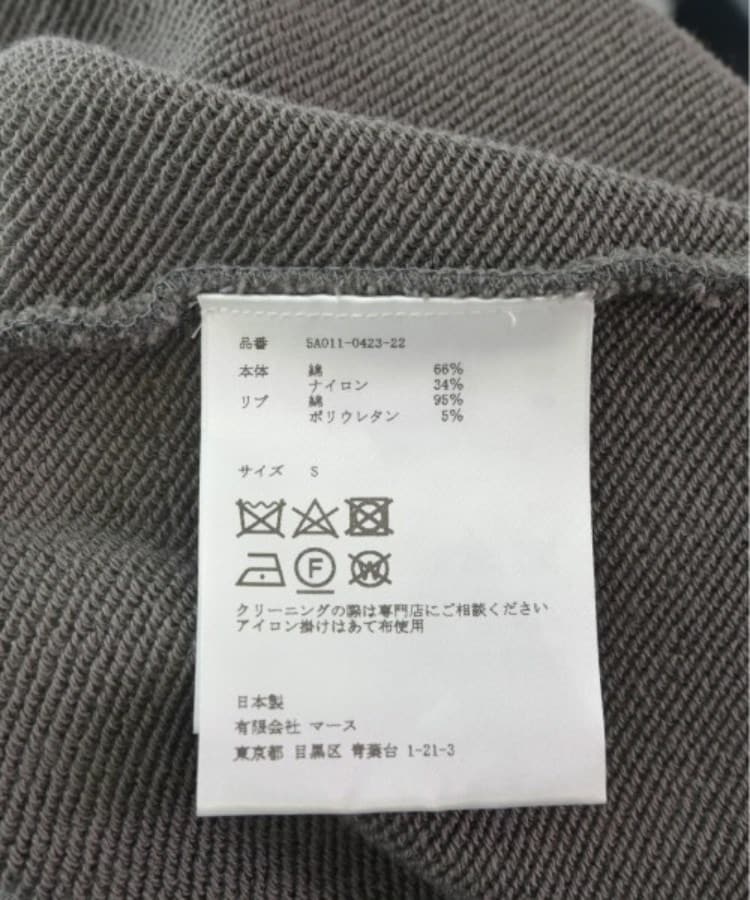 品番 5A011-0423-22
本体 綿 66%
ナイロン 34%
リブ 綿 95%
ポリウレタン 5%
サイズ S
F W
クリーニングの際は専門店にご相談ください
アイロン掛けはあて布使用
日本製
有限会社 マース
東京都 目黒区 青葉台 1-21-3